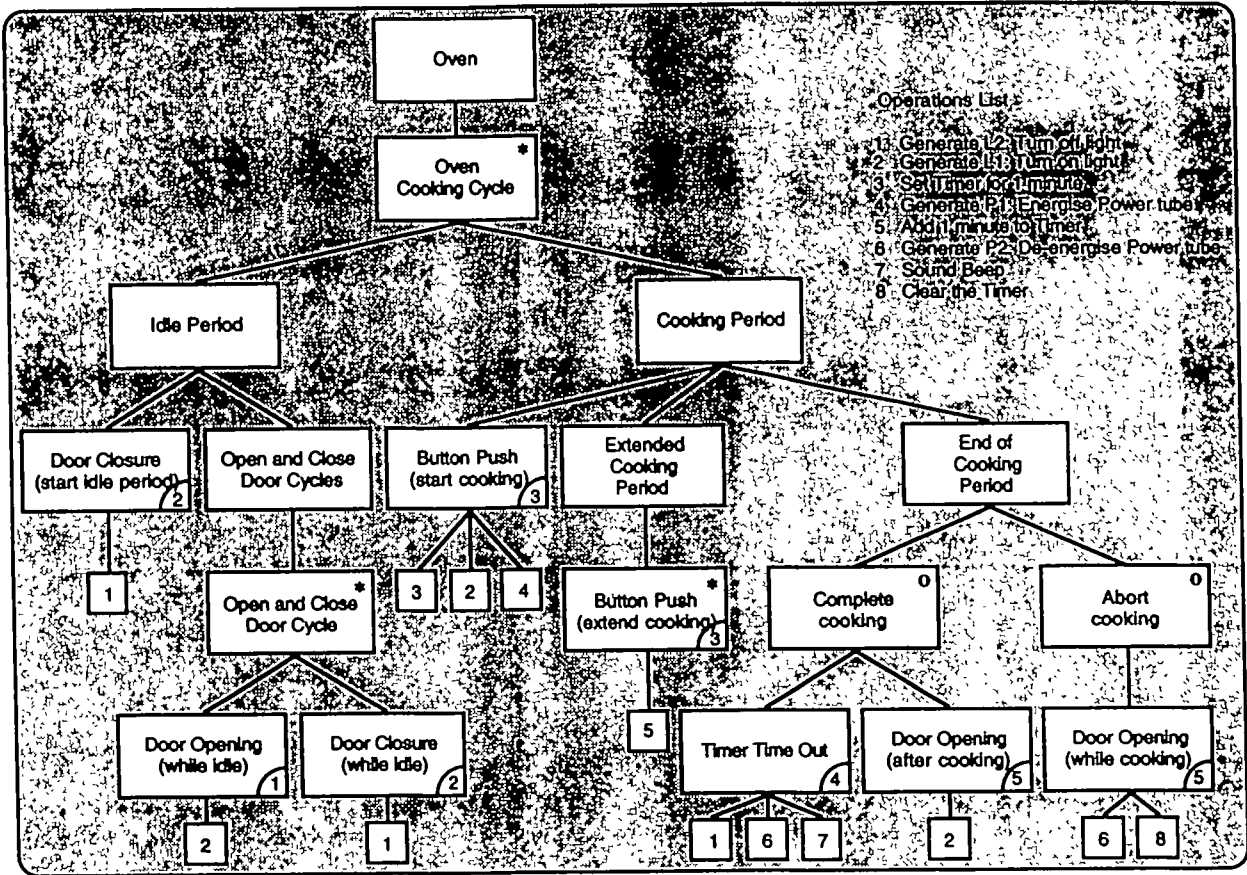 Oven
Operations List :
1 Generate L2: Turn off light
2 Generate L1: Turn on light
3 Set Timer for 1 minute
4 Generate P1: Energise Power tube
5 Add 1 minute to Timer
6 Generate P2: De-energise Power tube
7 Sound Beep
8 Clear the Timer
*
Oven
Cooking Cycle
Idle Period
Cooking Period
Door Closure
(start idle period)
2
Open and Close
Door Cycles
Button Push
(start cooking)
3
Extended
Cooking
Period
End of
Cooking
Period
1
*
Open and Close
Door Cycle
3
2
4
*
Button Push
(extend cooking)
3
o
Complete
cooking
o
Abort
cooking
Door Opening
(while idle)
1
Door Closure
(while idle)
2
5
Timer Time Out
4
Door Opening
(after cooking)
5
Door Opening
(while cooking)
5
2
1
1
6
7
2
6
8